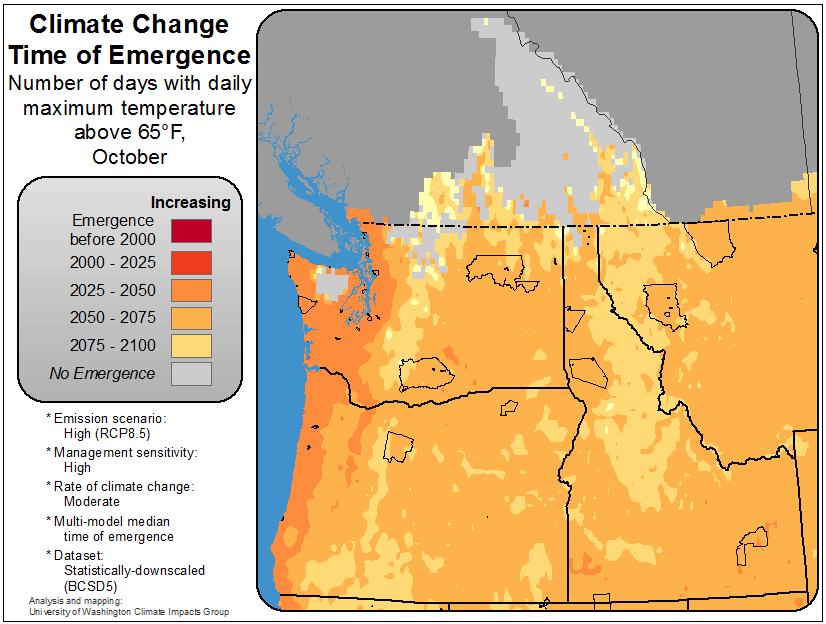 Climate Change
Time of Emergence
Number of days with daily
maximum temperature
above 65°F,
October
Increasing
Emergence
before 2000
2000 - 2025
2025 - 2050
2050 - 2075
2075 - 2100
No Emergence
* Emission scenario:
High (RCP8.5)
* Management sensitivity:
High
* Rate of climate change:
Moderate
* Multi-model median
time of emergence
* Dataset:
Statistically-downscaled
(BCSD5)
Analysis and mapping:
University of Washington Climate Impacts Group